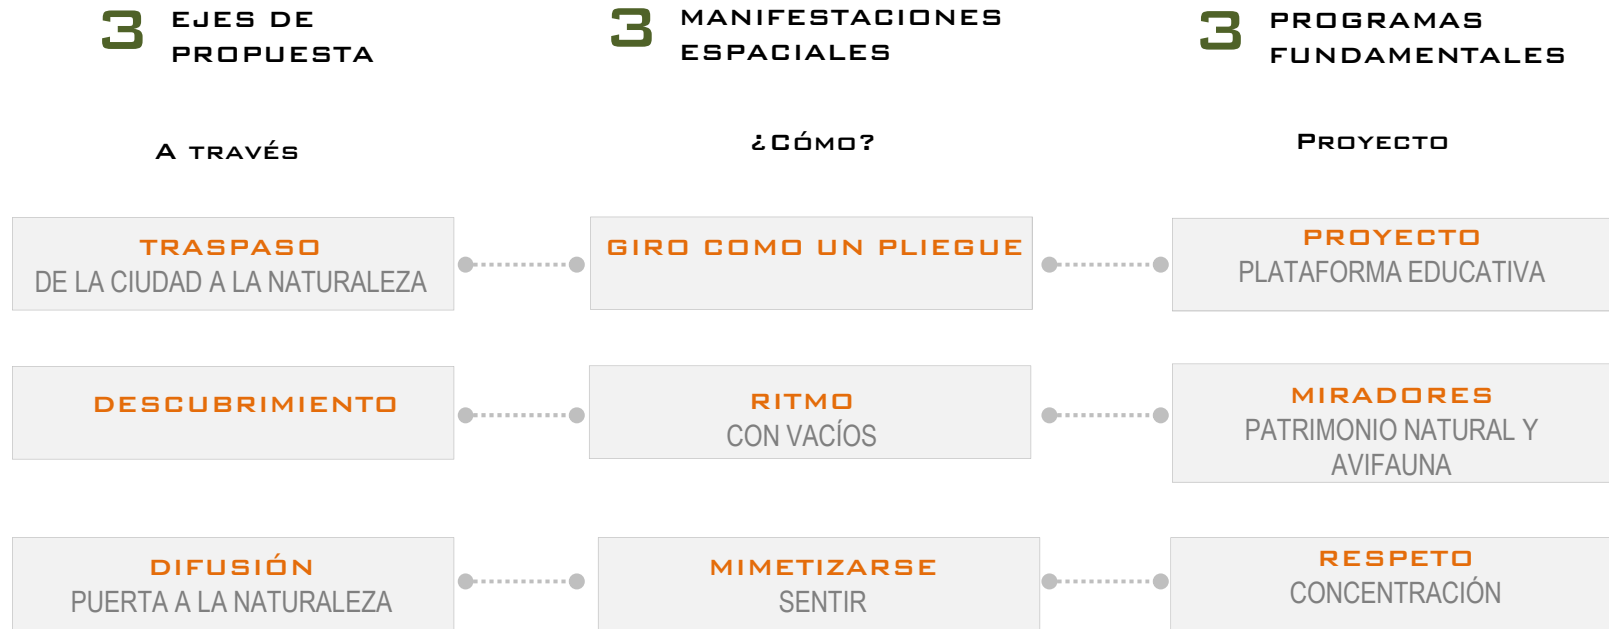 3 EJES DE
PROPUESTA
3 MANIFESTACIONES
ESPACIALES
3 PROGRAMAS
FUNDAMENTALES
A TRAVÉS
¿CÓMO?
PROYECTO
TRASPASO
DE LA CIUDAD A LA NATURALEZA
GIRO COMO UN PLIEGUE
PROYECTO
PLATAFORMA EDUCATIVA
DESCUBRIMIENTO
RITMO
CON VACÍOS
MIRADORES
PATRIMONIO NATURAL Y
AVIFAUNA
DIFUSIÓN
PUERTA A LA NATURALEZA
MIMETIZARSE
SENTIR
RESPETO
CONCENTRACIÓN